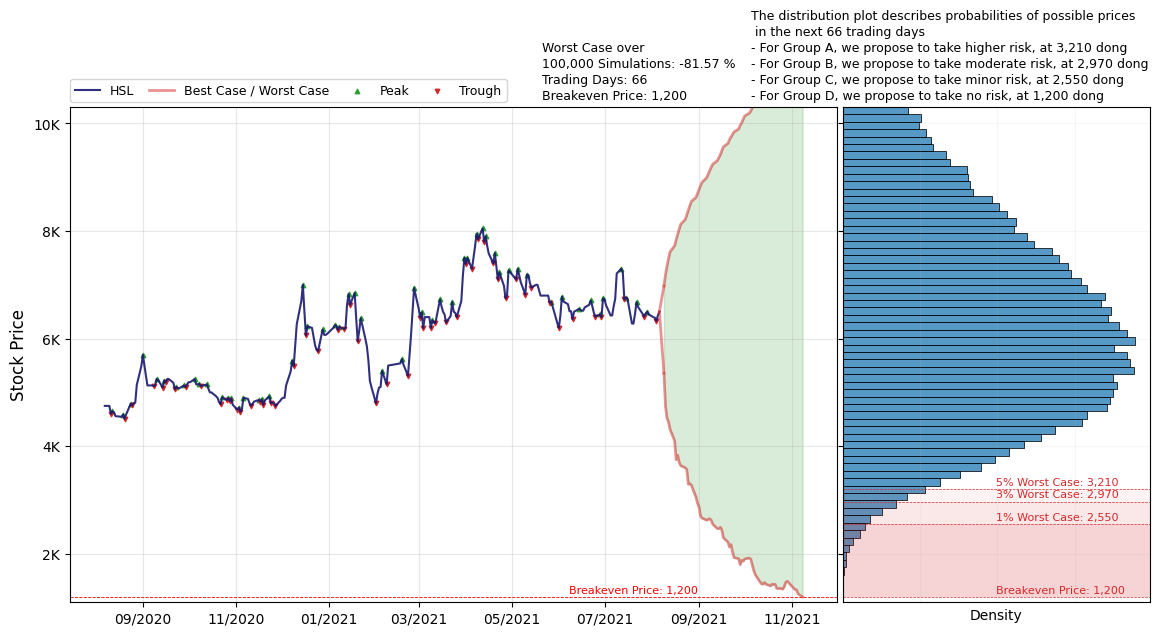 The distribution plot describes probabilities of possible prices
in the next 66 trading days
- For Group A, we propose to take higher risk, at 3,210 dong
- For Group B, we propose to take moderate risk, at 2,970 dong
- For Group C, we propose to take minor risk, at 2,550 dong
- For Group D, we propose to take no risk, at 1,200 dong
Worst Case over
100,000 Simulations: -81.57 %
Trading Days: 66
Breakeven Price: 1,200
HSL
Best Case / Worst Case
Peak
Trough
Stock Price
10K
8K
6K
4K
2K
Breakeven Price: 1,200
09/2020
11/2020
01/2021
03/2021
05/2021
07/2021
09/2021
11/2021
5% Worst Case: 3,210
3% Worst Case: 2,970
1% Worst Case: 2,550
Breakeven Price: 1,200
Density